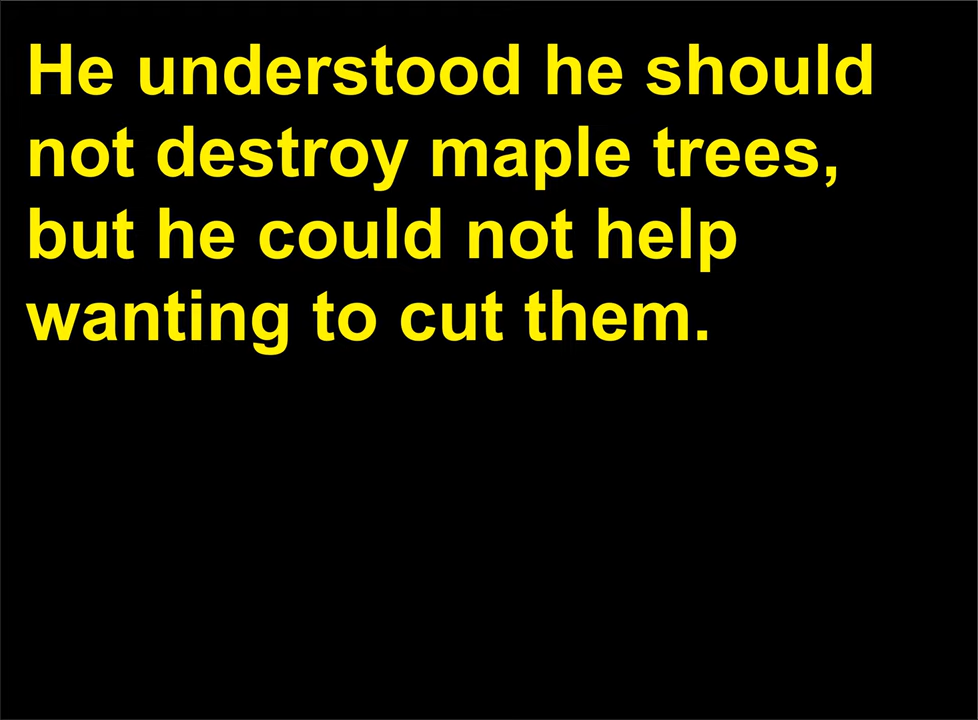 He understood he should
not destroy maple trees,
but he could not help
wanting to cut them.